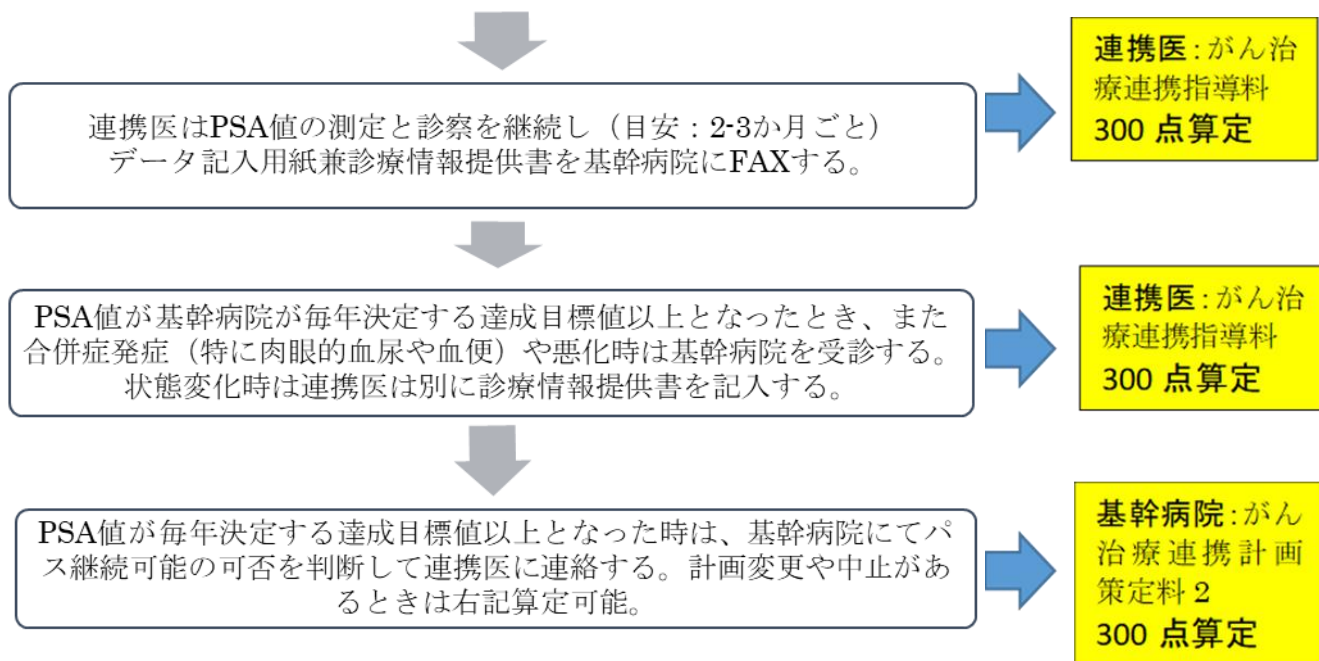 連携医はPSA値の測定と診察を継続し（目安：2-3か月ごと）
データ記入用紙兼診療情報提供書を基幹病院にFAXする。
連携医：がん治
療連携指導料
300 点算定
PSA値が基幹病院が毎年決定する達成目標値以上となったとき、また
合併症発症（特に肉眼的血尿や血便）や悪化時は基幹病院を受診する。
状態変化時は連携医は別に診療情報提供書を記入する。
連携医：がん治
療連携指導料
300 点算定
PSA値が毎年決定する達成目標値以上となった時は、基幹病院にてパ
ス継続可能の可否を判断して連携医に連絡する。計画変更や中止があ
るときは右記算定可能。
基幹病院：がん
治療連携計画
策定料 2
300 点算定